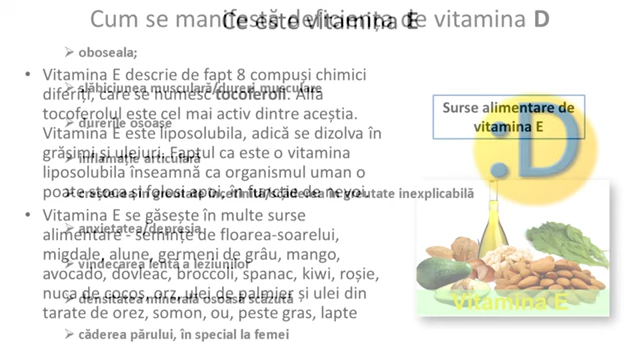 Cum se manifestă deficiența de vitamina D
Ce este vitamina E
oboseala;
• Vitamina E descrie de fapt 8 compuși chimici
slăbiciunea musculară/dureri musculare
diferiți, care se numesc tocoferoli. Alfa
tocoferolul este cel mai activ dintre aceștia.
durerile osoase
Vitamina E este liposolubila, adică se dizolva în
grăsimi și uleiuri. Faptul ca este o vitamina
inflamație articulară
liposolubila înseamnă ca organismul uman o
poate stoca și folosi apoi, în funcție de nevoi.
creșterea în greutate incetinita/scăderea în greutate inexplicabilă
• Vitamina E se găsește în multe surse
anxietatea/depresia
alimentare - semințe de floarea-soarelui,
migdale, alune, germeni de grâu, mango,
vindecarea lentă a leziunilor
avocado, dovleac, broccoli, spanac, kiwi, roșie,
nuca de cocos, orz, ulei de palmier și ulei din
densitatea minerală osoasă scăzută
tarate de orez, somon, ou, pește gras, lapte
căderea părului, în special la femei
Surse alimentare de
vitamina E
:D
Vitamina E